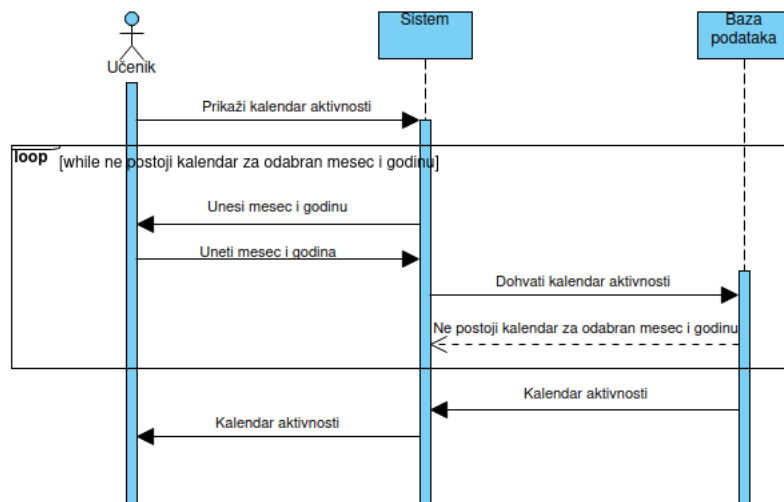 Učenik
Sistem
Baza
podataka
Prikaži kalendar aktivnosti
loop
[while ne postoji kalendar za odabran mesec i godinu]
Unesi mesec i godinu
Uneti mesec i godina
Dohvati kalendar aktivnosti
Ne postoji kalendar za odabran mesec i godinu
Kalendar aktivnosti
Kalendar aktivnosti